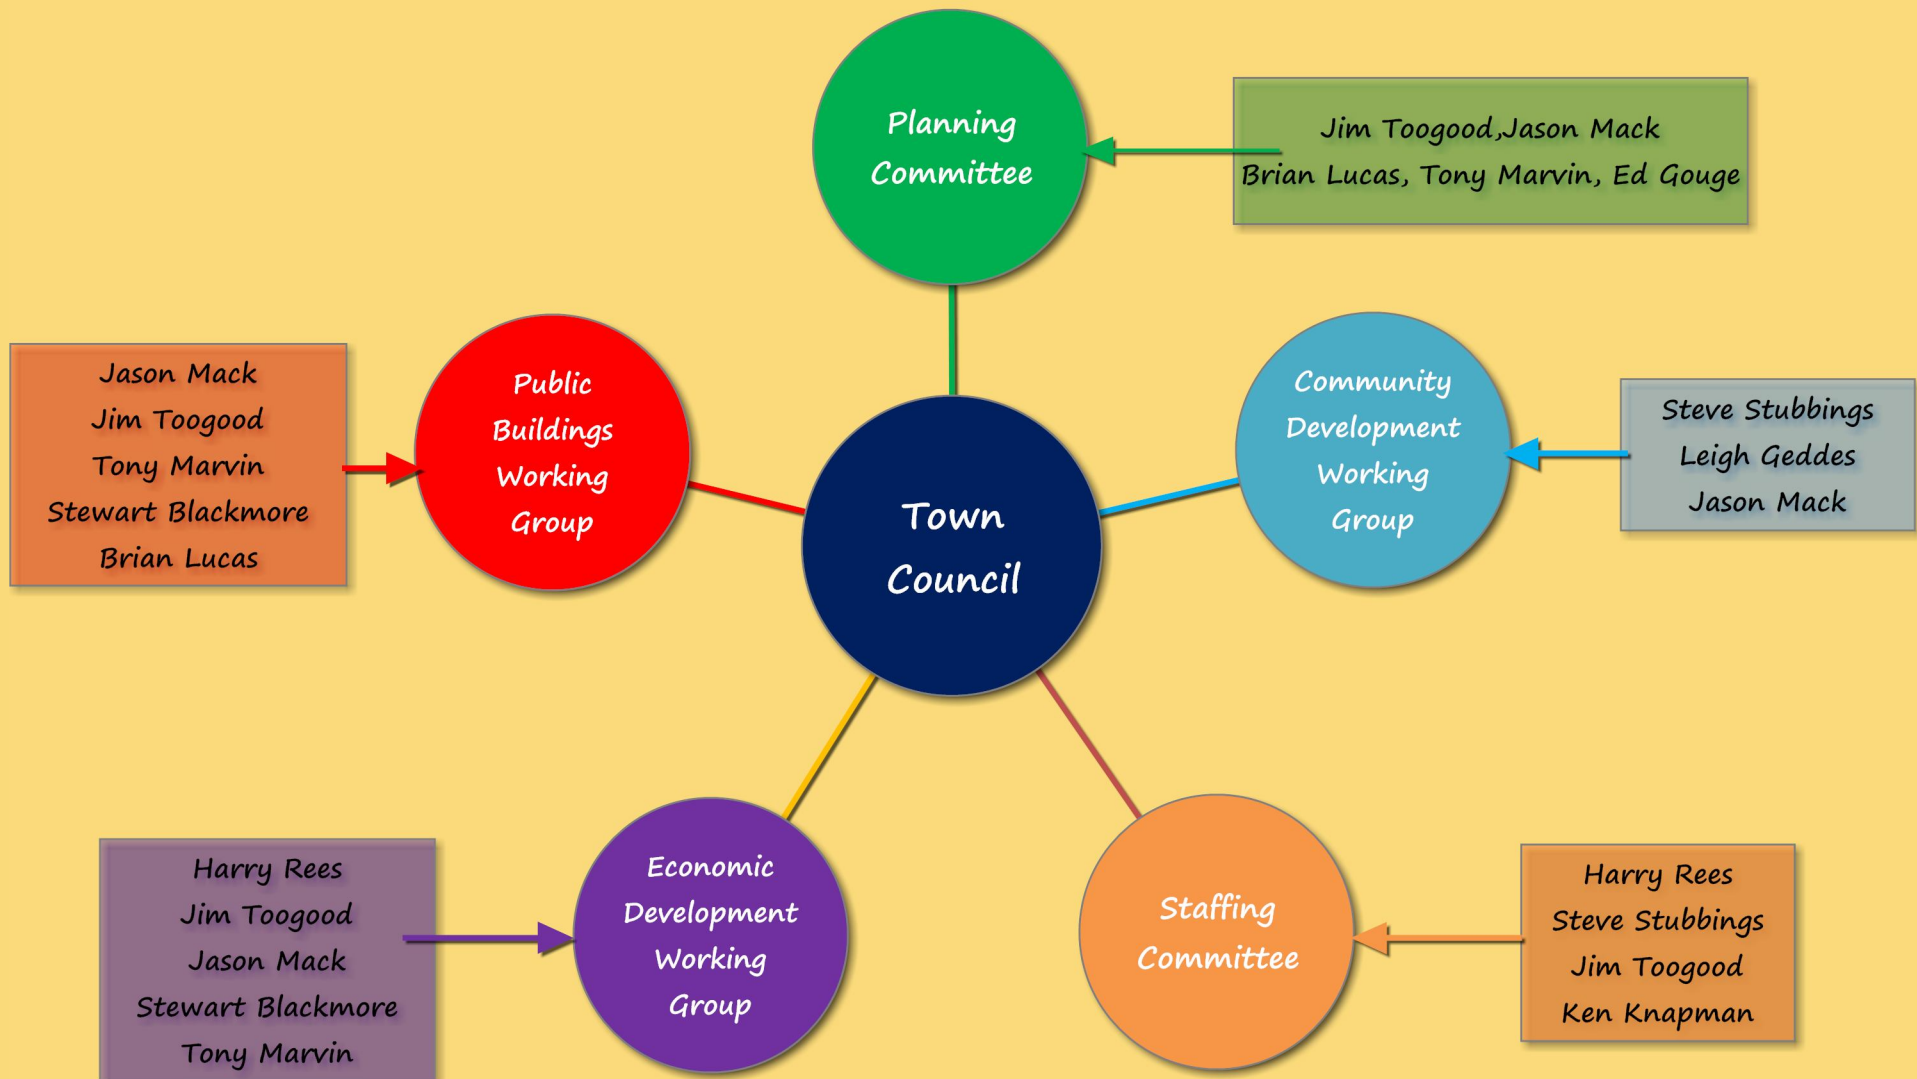 Planning
Committee
Jim Toogood,Jason Mack
Brian Lucas, Tony Marvin, Ed Gouge
Jason Mack
Jim Toogood
Tony Marvin
Stewart Blackmore
Brian Lucas
Public
Buildings
Working
Group
Town
Council
Community
Development
Working
Group
Steve Stubbings
Leigh Geddes
Jason Mack
Harry Rees
Jim Toogood
Jason Mack
Stewart Blackmore
Tony Marvin
Economic
Development
Working
Group
Staffing
Committee
Harry Rees
Steve Stubbings
Jim Toogood
Ken Knapman